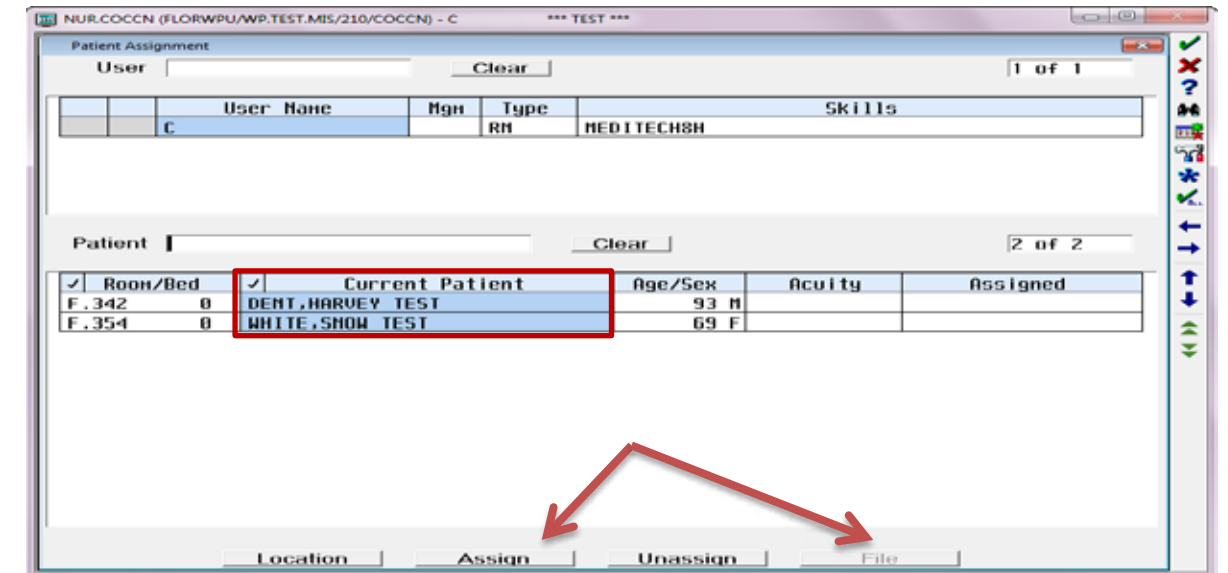 NUR.COCCN (FLORWPU/WP.TEST.MIS/210/COCCN) - C *** TEST ***
Patient Assignment
User Clear 1 of 1
User Name Mgm Type Skills
C RN MEDITECH8H
Patient Clear 2 of 2
✓ Room/Bed ✓ Current Patient Age/Sex Acuity Assigned
F.342 0 DENT,HARVEY TEST 93 M
F.354 0 WHITE,SNOW TEST 69 F
Location Assign Unassign File